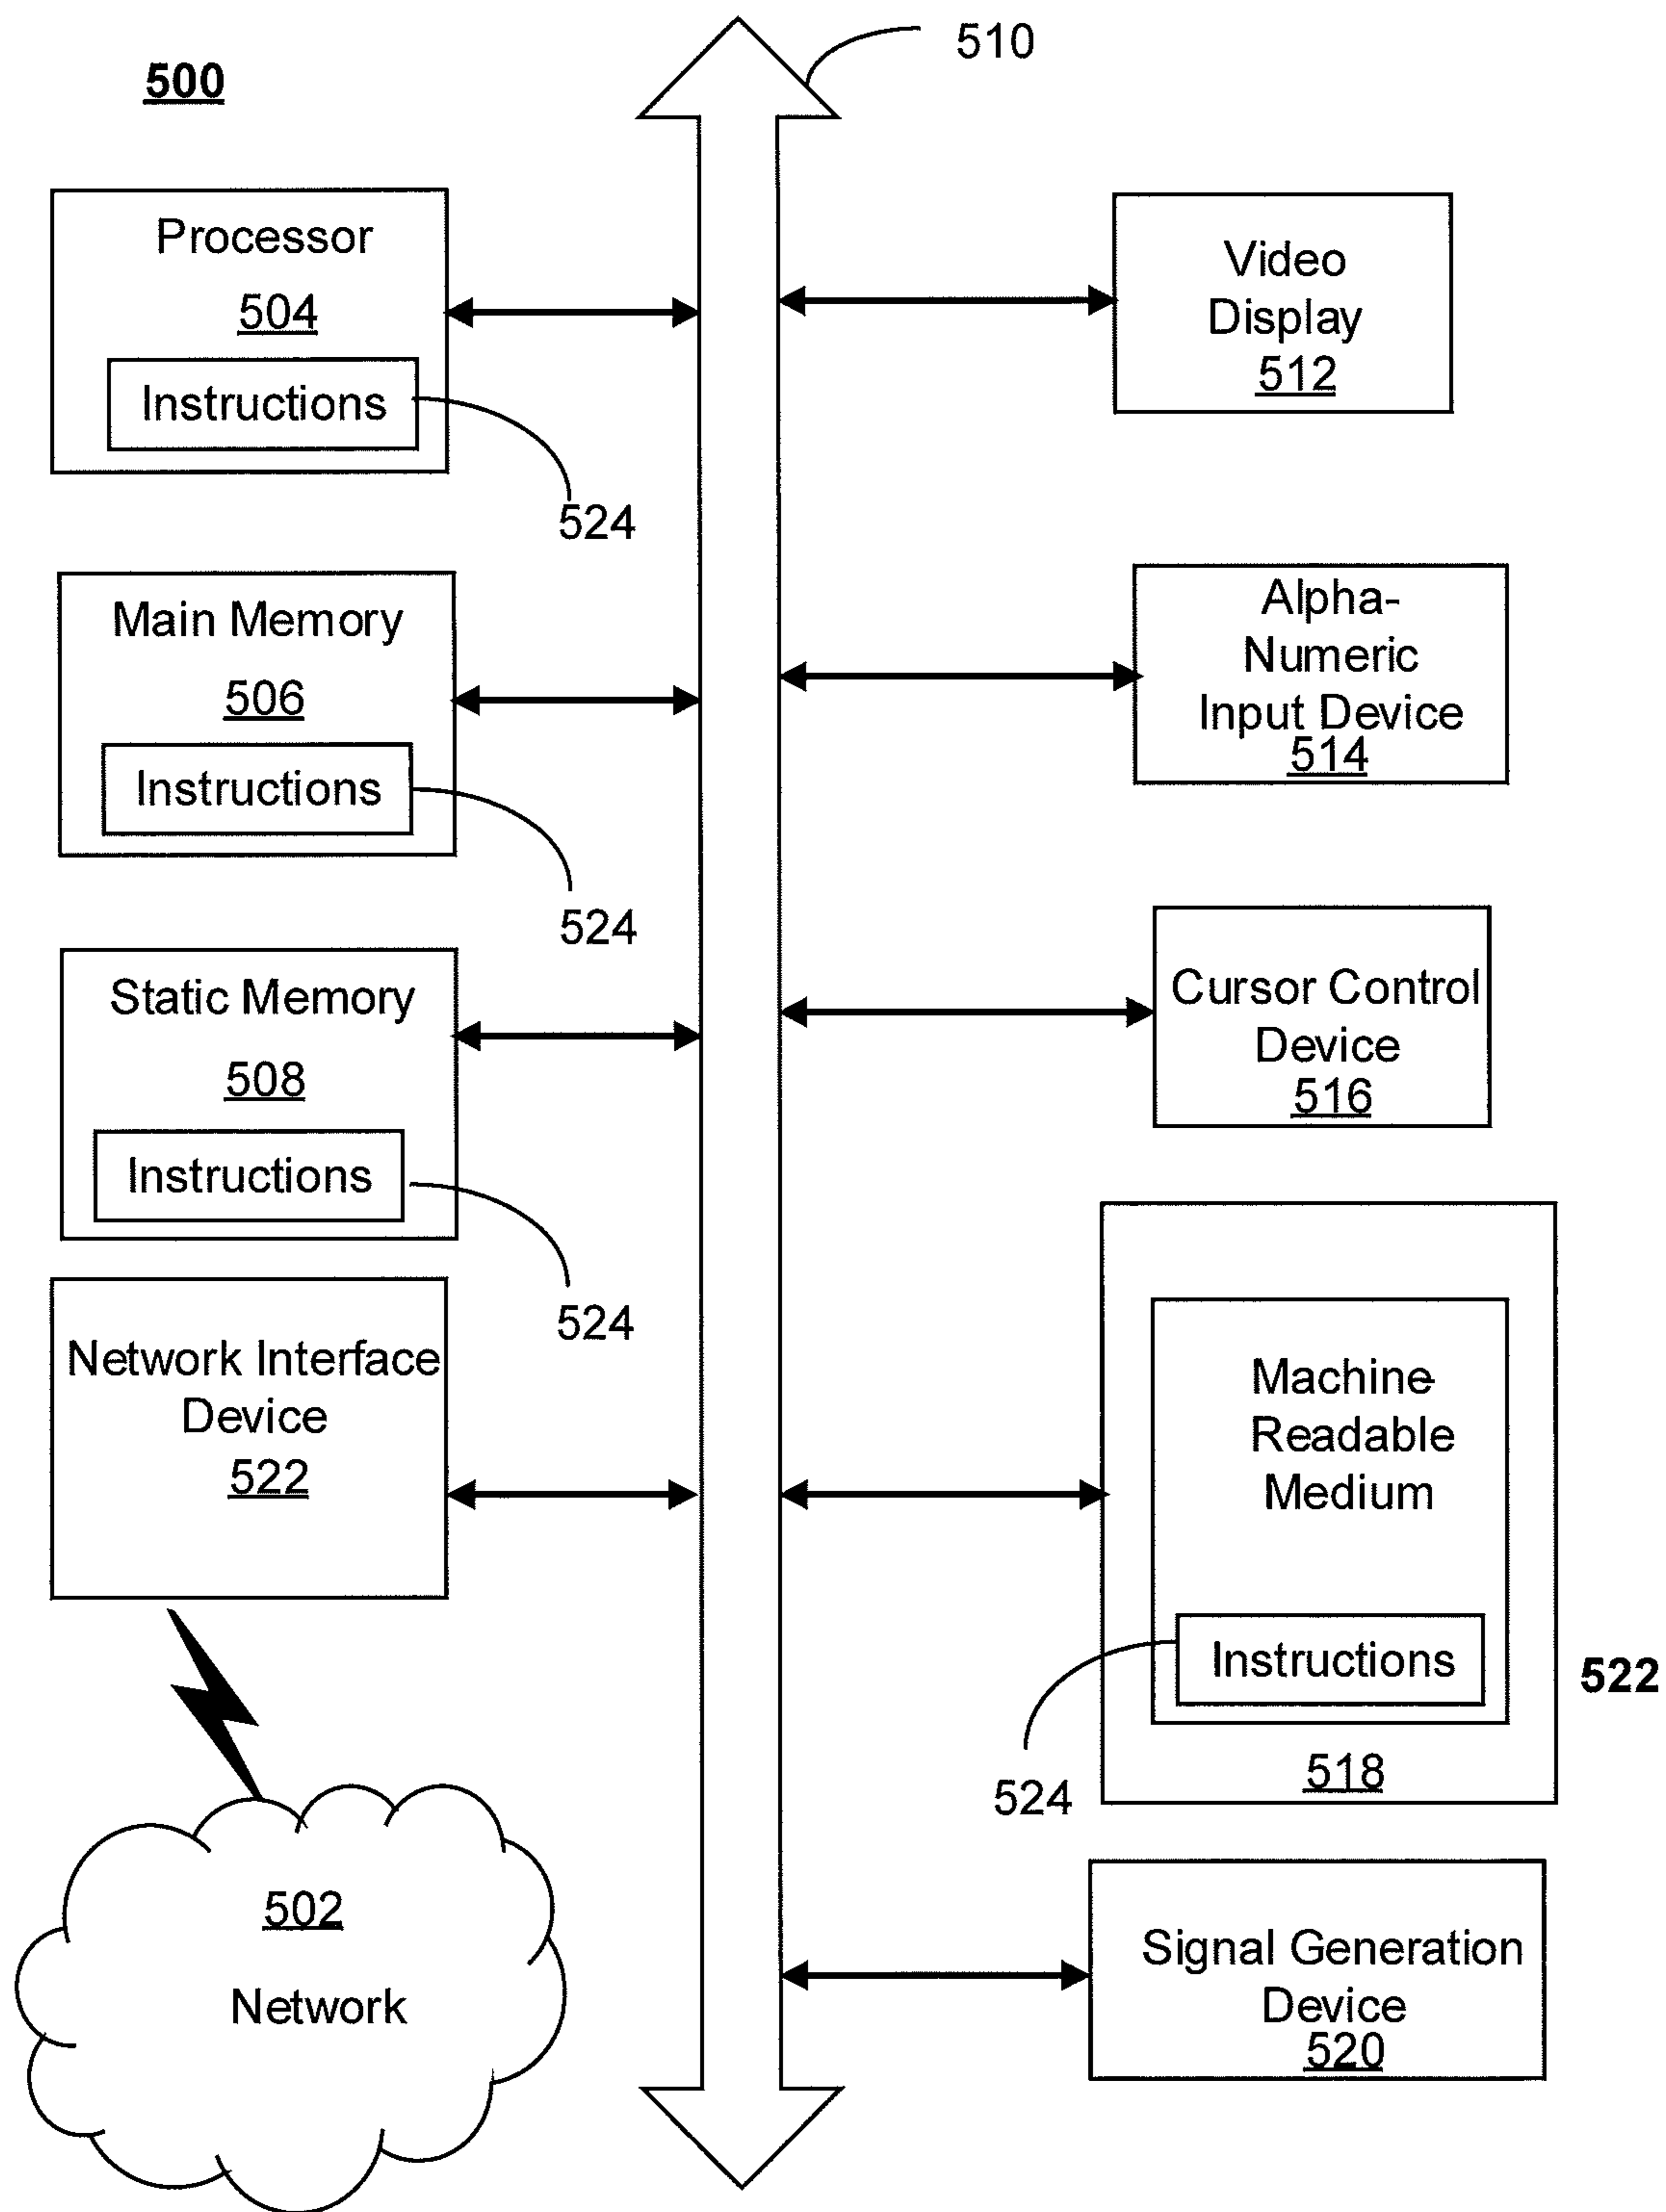 500
510
Processor
504
Instructions
524
Main Memory
506
Instructions
524
Static Memory
508
Instructions
524
Network Interface
Device
522
502
Network
Video
Display
512
Alpha-
Numeric
Input Device
514
Cursor Control
Device
516
Machine-
Readable
Medium
Instructions
522
524
518
Signal Generation
Device
520